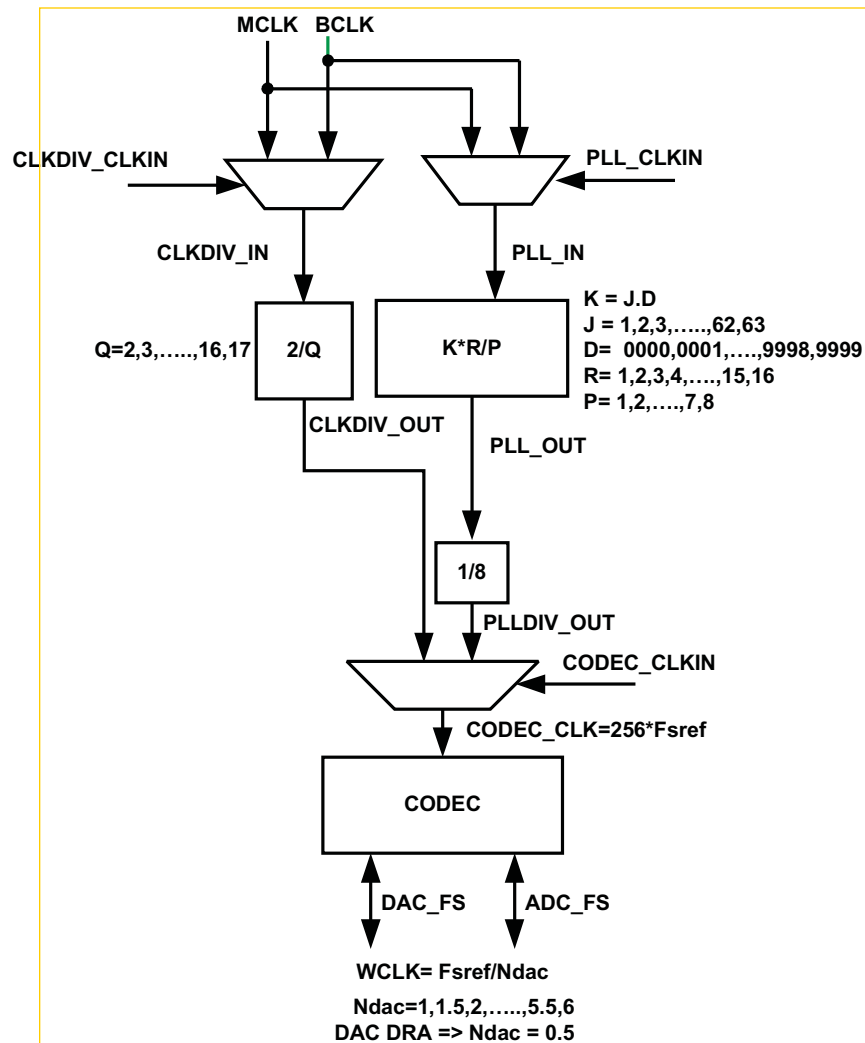 MCLK BCLK
CLKDIV_CLKIN
PLL_CLKIN
CLKDIV_IN
PLL_IN
Q=2,3,…..,16,17
2/Q
K*R/P
K = J.D
J = 1,2,3,…..,62,63
D= 0000,0001,….,9998,9999
R= 1,2,3,4,….,15,16
P= 1,2,….,7,8
CLKDIV_OUT
PLL_OUT
1/8
PLLDIV_OUT
CODEC_CLKIN
CODEC_CLK=256*Fsref
CODEC
DAC_FS
ADC_FS
WCLK= Fsref/Ndac
Ndac=1,1.5,2,…..,5.5,6
DAC DRA => Ndac = 0.5